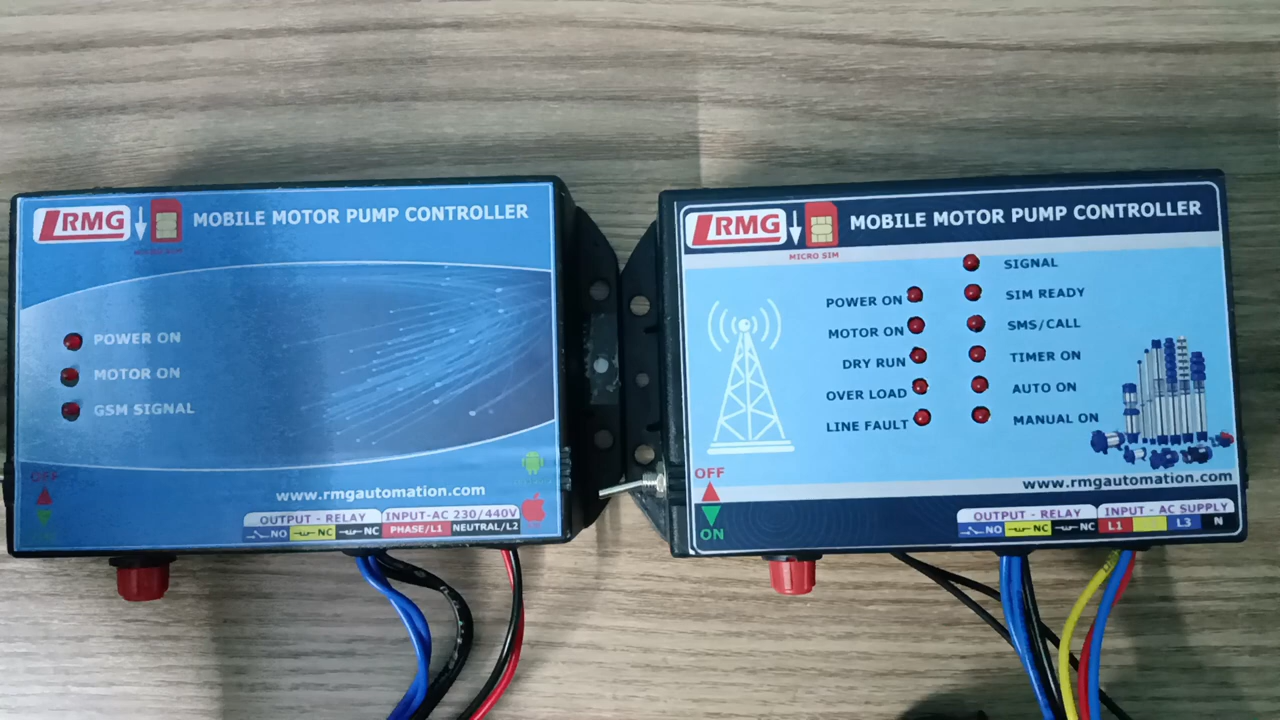 RMG
MOBILE MOTOR PUMP CONTROLLER
POWER ON
MOTOR ON
GSM SIGNAL
OFF
www.rmgautomation.com
OUTPUT - RELAY
INPUT-AC 230/440V
NO
NC
NC
PHASE/L1
NEUTRAL/L2
RMG
MICRO SIM
MOBILE MOTOR PUMP CONTROLLER
SIGNAL
POWER ON
SIM READY
MOTOR ON
SMS/CALL
DRY RUN
TIMER ON
OVER LOAD
AUTO ON
LINE FAULT
MANUAL ON
OFF
ON
www.rmgautomation.com
OUTPUT - RELAY
INPUT - AC SUPPLY
NO
NC
NC
L1
L3
N